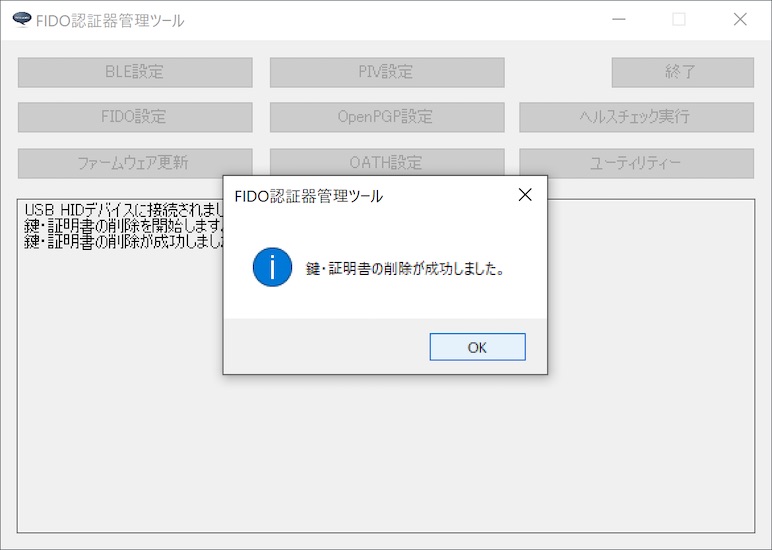 FIDO認証器管理ツール
BLE設定
PIV設定
終了
FIDO設定
OpenPGP設定
ヘルスチェック実行
ファームウェア更新
OATH設定
ユーティリティー
USB HIDデバイスに接続されまし
鍵・証明書の削除を開始します。
鍵・証明書の削除が成功しまし
FIDO認証器管理ツール
鍵・証明書の削除が成功しました。
OK